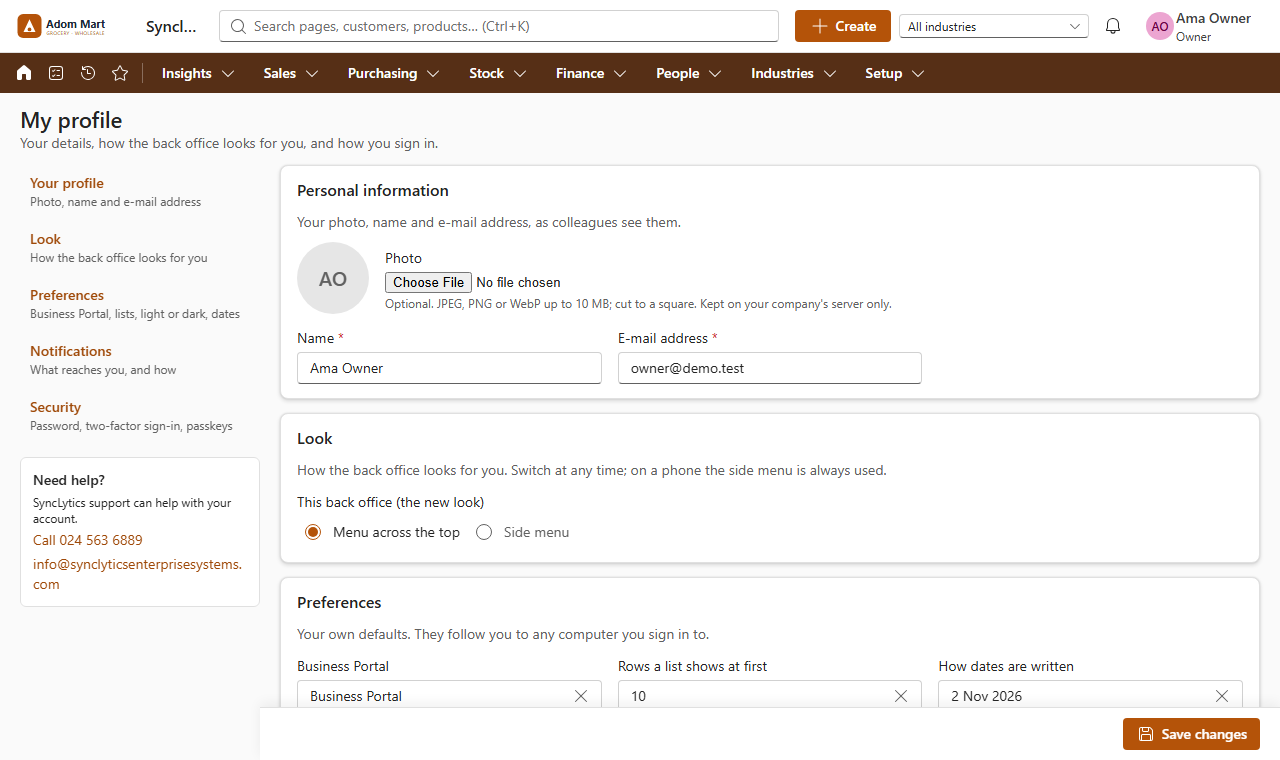 Adom Mart
GROCERY · WHOLESALE
Syncl...
Search pages, customers, products... (Ctrl+K)
Create
All industries
AO
Ama Owner
Owner
Insights
Sales
Purchasing
Stock
Finance
People
Industries
Setup
My profile
Your details, how the back office looks for you, and how you sign in.
Your profile
Photo, name and e-mail address
Look
How the back office looks for you
Preferences
Business Portal, lists, light or dark, dates
Notifications
What reaches you, and how
Security
Password, two-factor sign-in, passkeys
Need help?
SyncLytics support can help with your
account.
Call 024 563 6889
info@synclyticsenterprisesystems.
com
Personal information
Your photo, name and e-mail address, as colleagues see them.
AO
Photo
Choose File No file chosen
Optional. JPEG, PNG or WebP up to 10 MB; cut to a square. Kept on your company's server only.
Name *
Ama Owner
E-mail address *
owner@demo.test
Look
How the back office looks for you. Switch at any time; on a phone the side menu is always used.
This back office (the new look)
Menu across the top
Side menu
Preferences
Your own defaults. They follow you to any computer you sign in to.
Business Portal
Business Portal
Rows a list shows at first
10
How dates are written
2 Nov 2026
Save changes